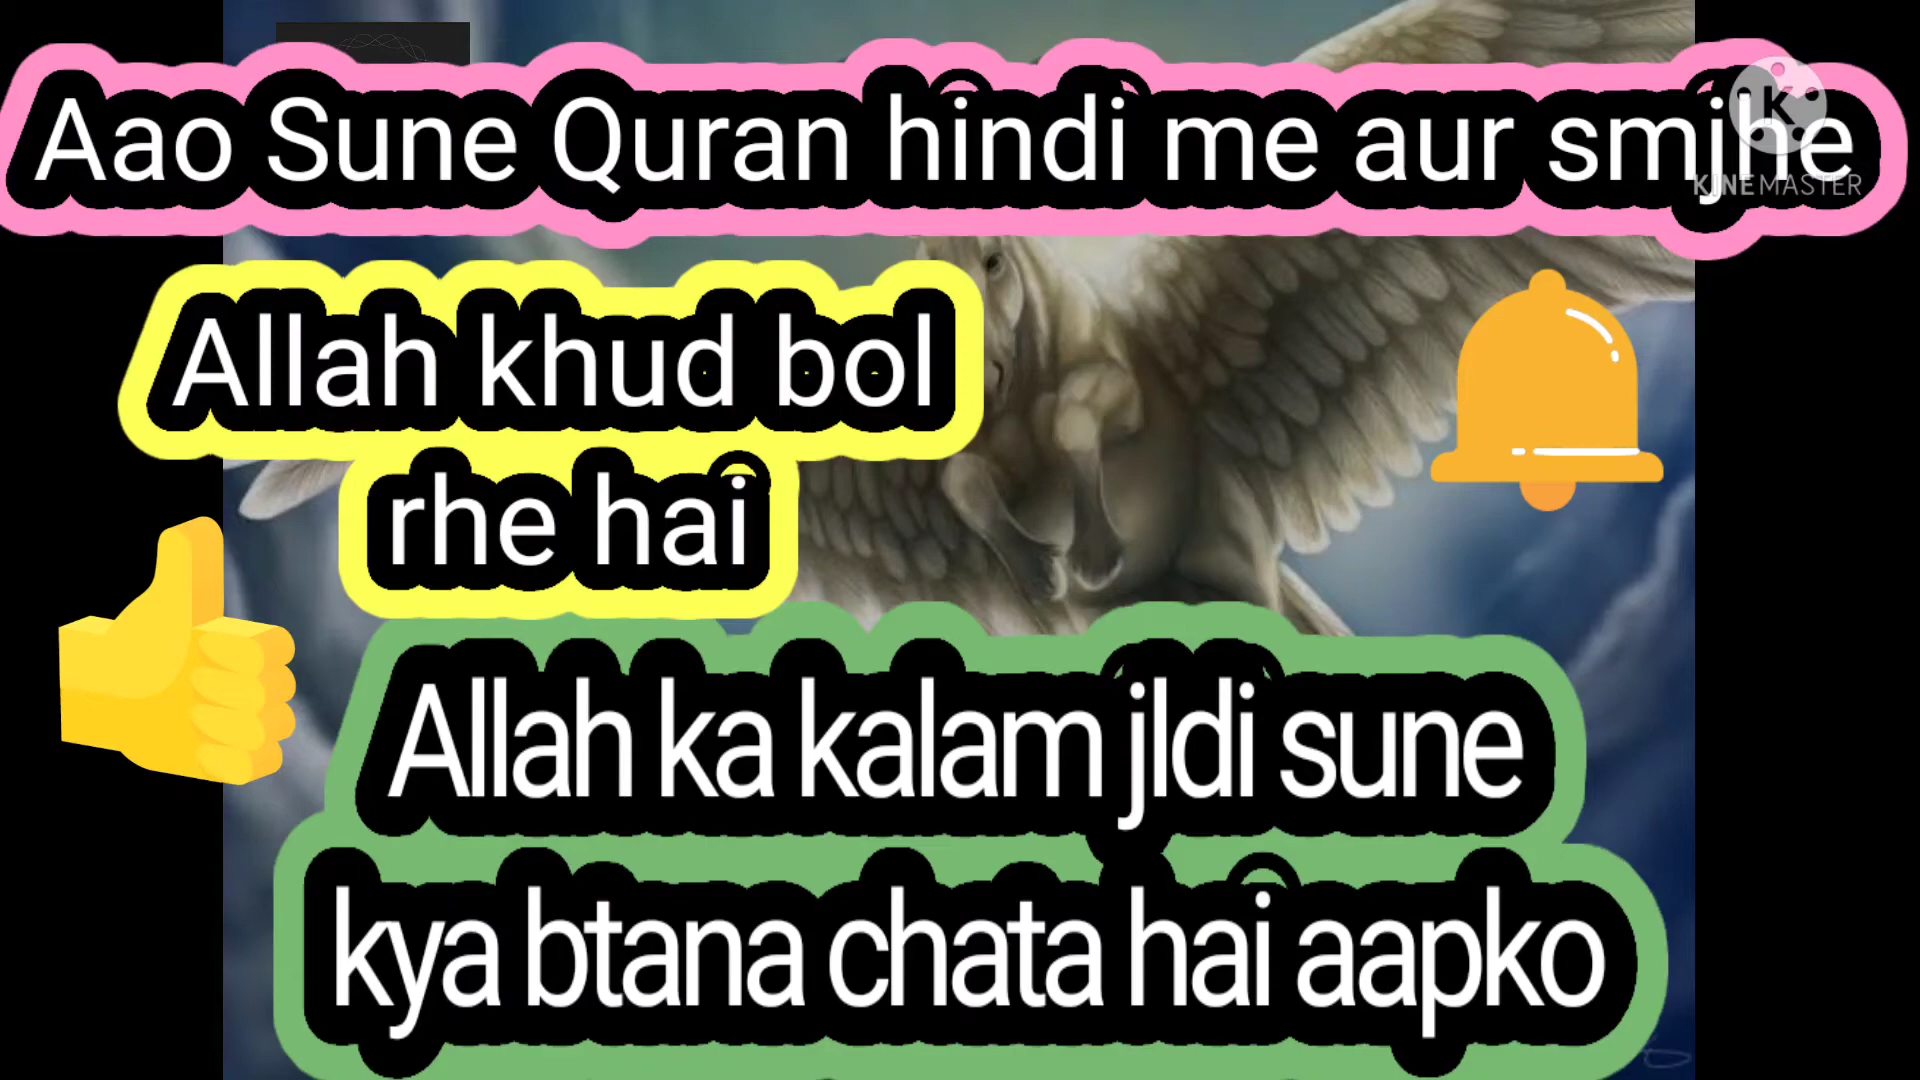 Aao Sune Quran hindi me aur smjhe
KINEMASTER
Allah khud bol
rhe hai
Allah ka kalam jldi sune
kya btana chata hai aapko